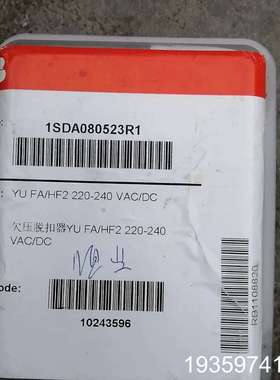 1SDA080523R1
YU FA/HF2 220-240 VAC/DC
欠压脱扣器YU FA/HF2 220-240
VAC/DC
ode:
10243596
RB1108820
19359741